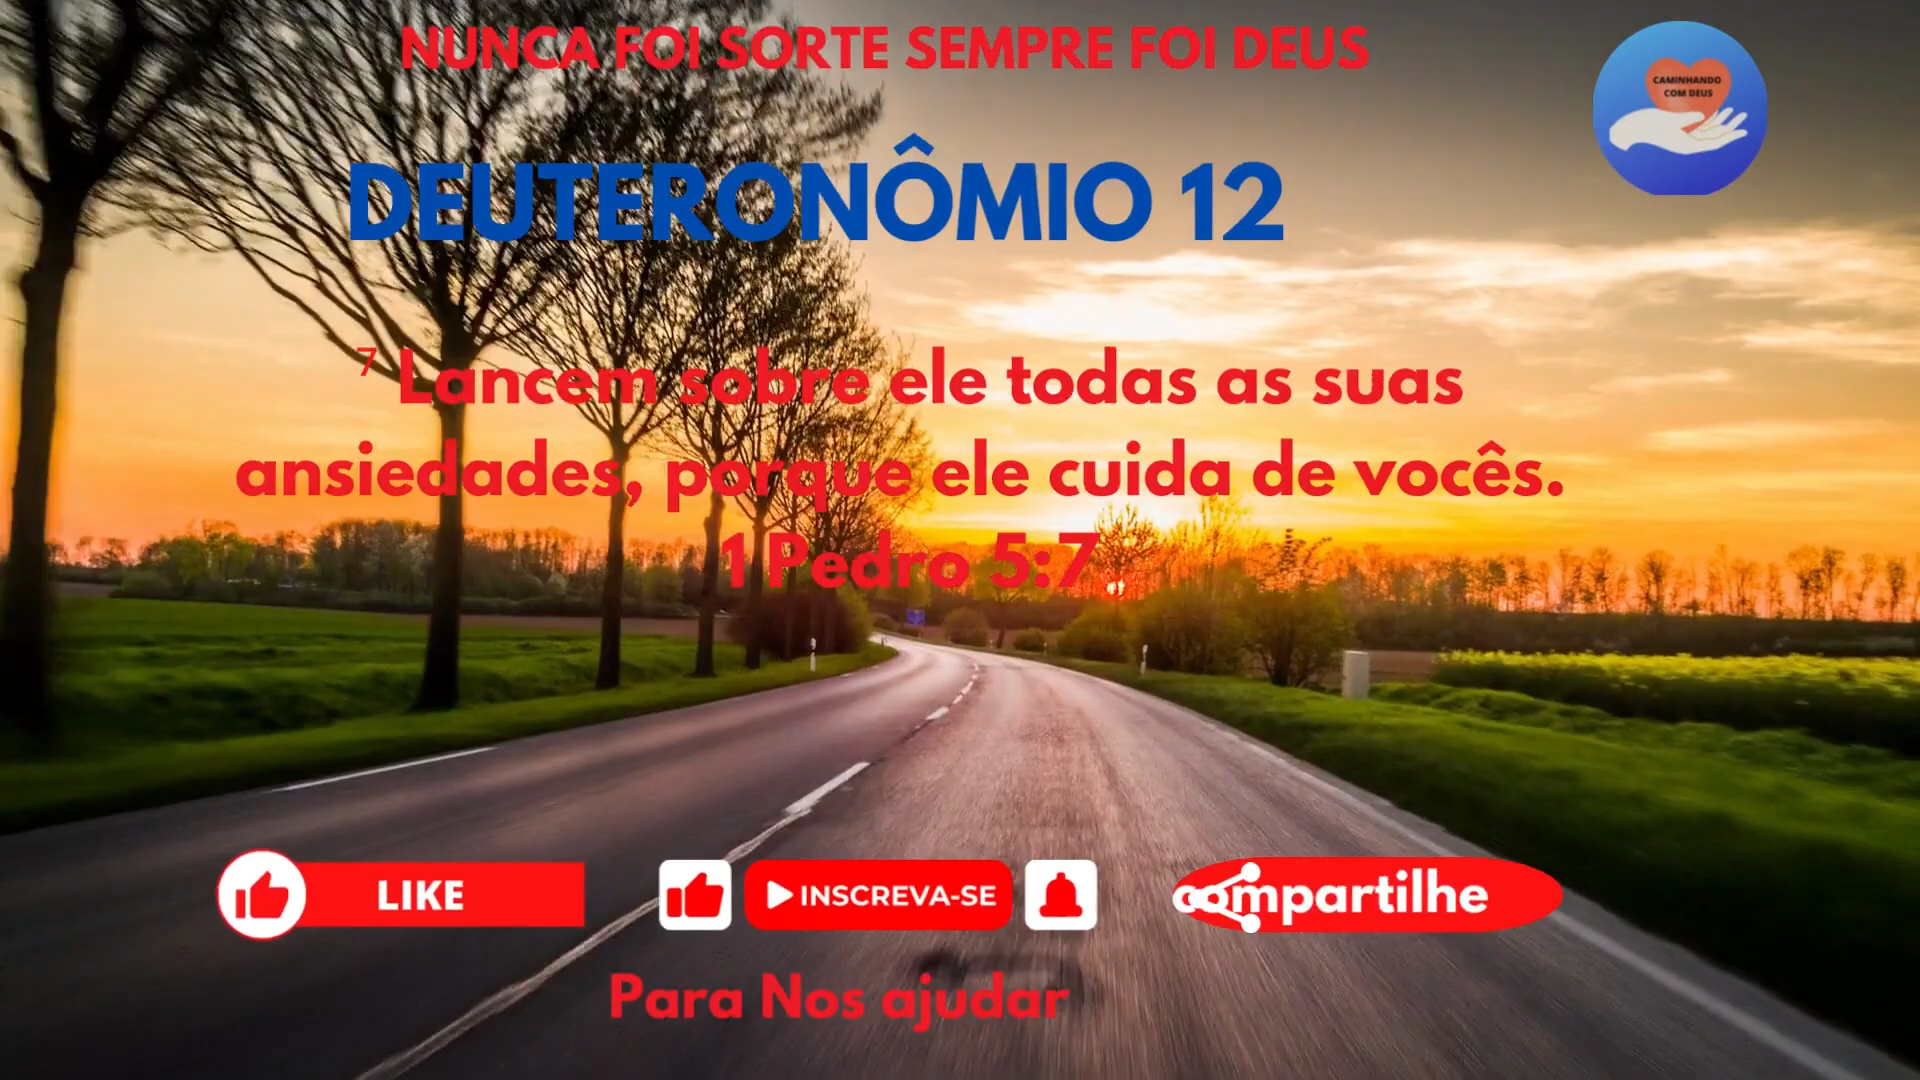 NUNCA FOI SORTE SEMPRE FOI DEUS
CAMINHANDO
COM DEUS
DEUTERONÔMIO 12
⁷ Lancem sobre ele todas as suas
ansiedades, porque ele cuida de vocês.
1 Pedro 5:7
LIKE
INSCREVA-SE
compartilhe
Para Nos ajudar